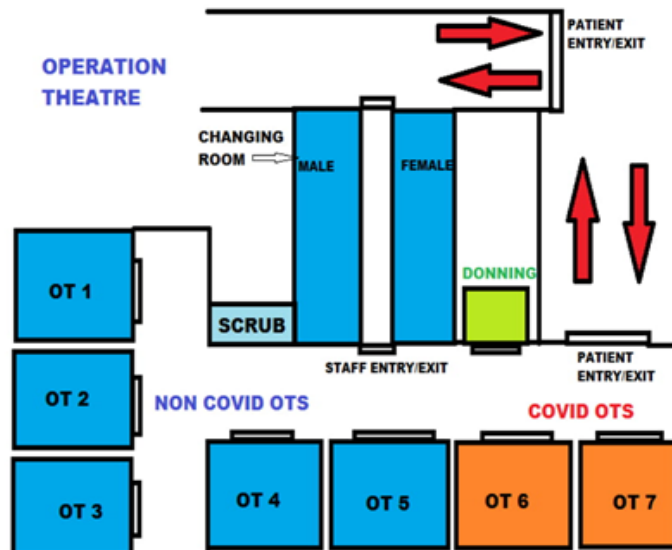 PATIENT
ENTRY/EXIT
OPERATION
THEATRE
CHANGING
ROOM
MALE
FEMALE
DONNING
OT 1
SCRUB
STAFF ENTRY/EXIT
PATIENT
ENTRY/EXIT
OT 2
NON COVID OTS
COVID OTS
OT 3
OT 4
OT 5
OT 6
OT 7